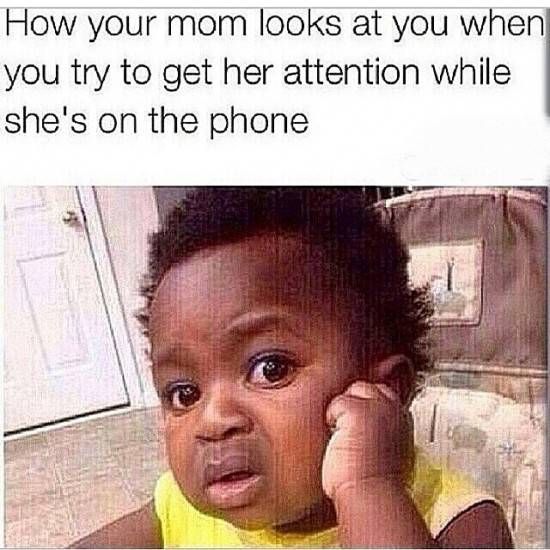 How your mom looks at you when
you try to get her attention while
she's on the phone